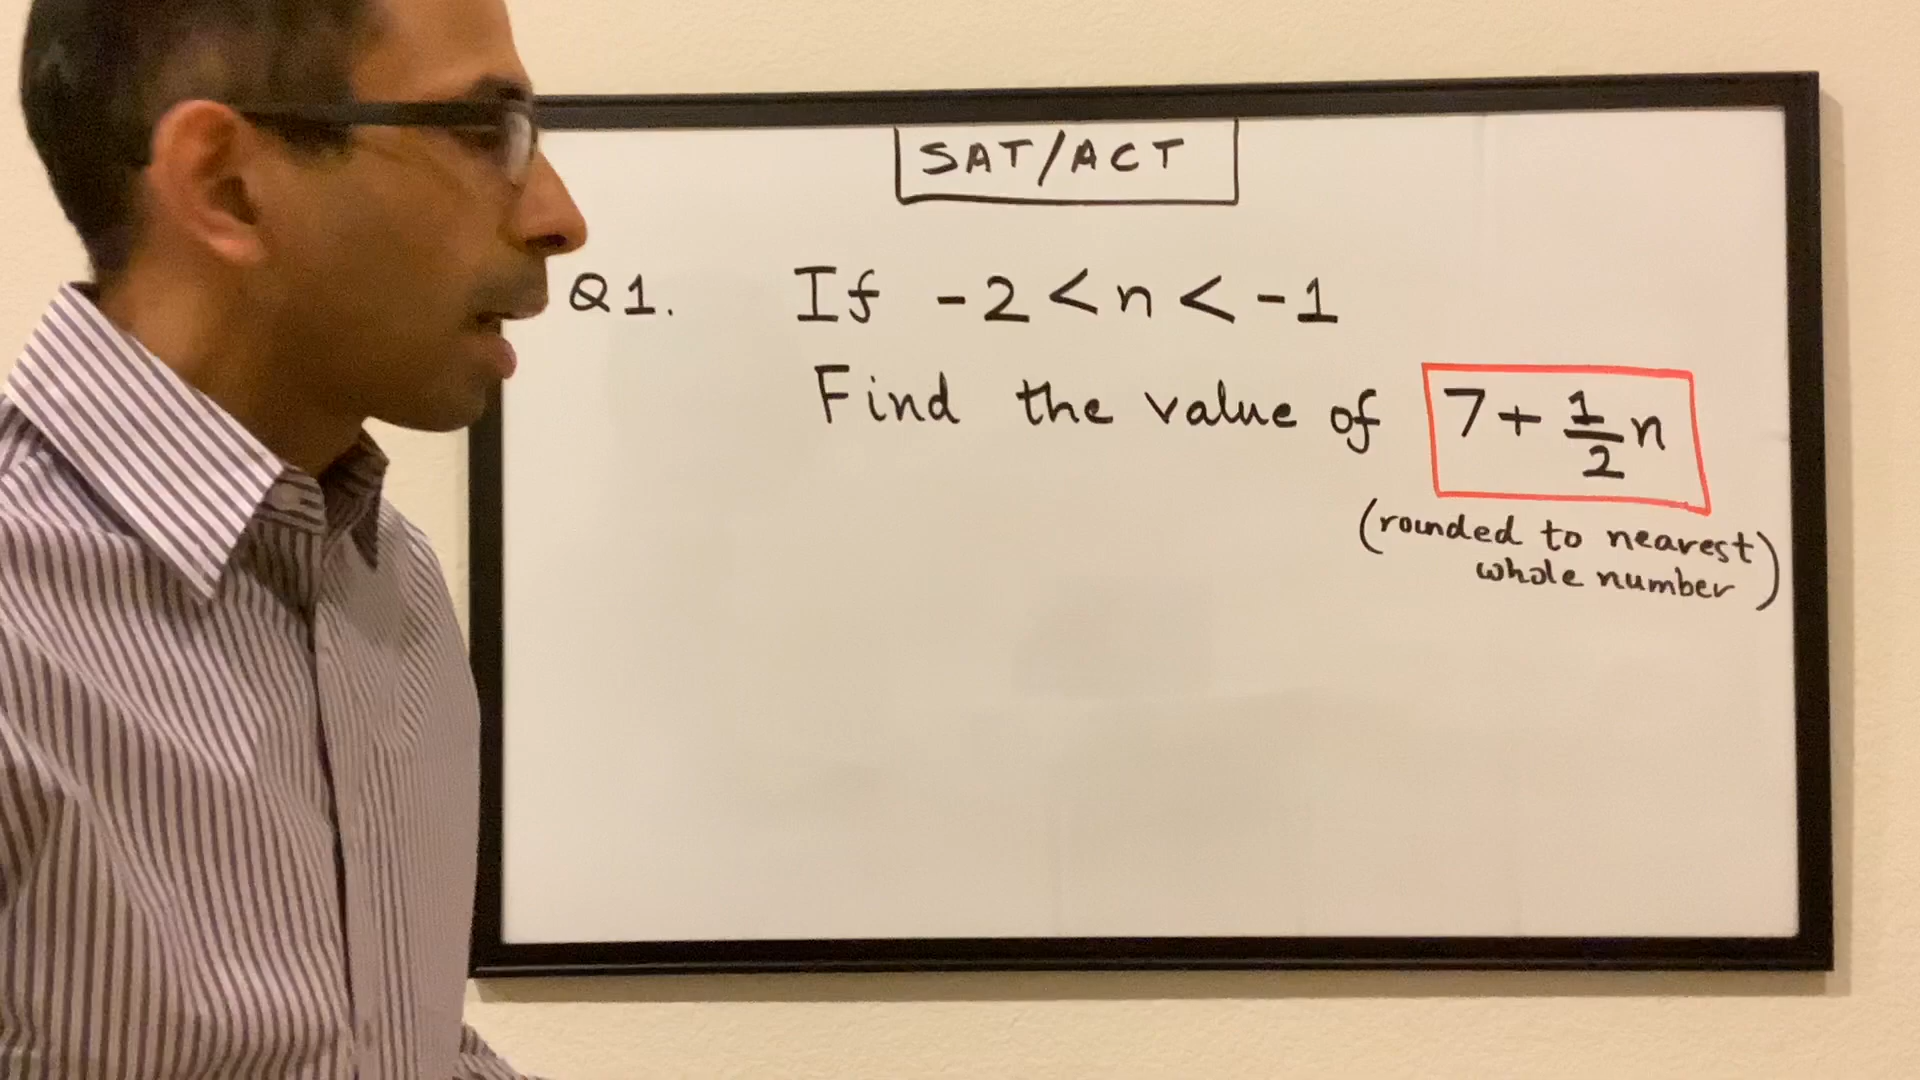 SAT/ACT
Q1. If -2 < n < -1
Find the value of 7 + 1/2 n
(rounded to nearest
whole number)